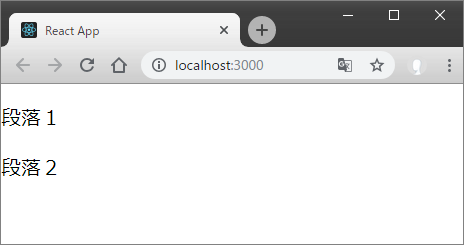 React App
localhost:3000
段落１
段落２